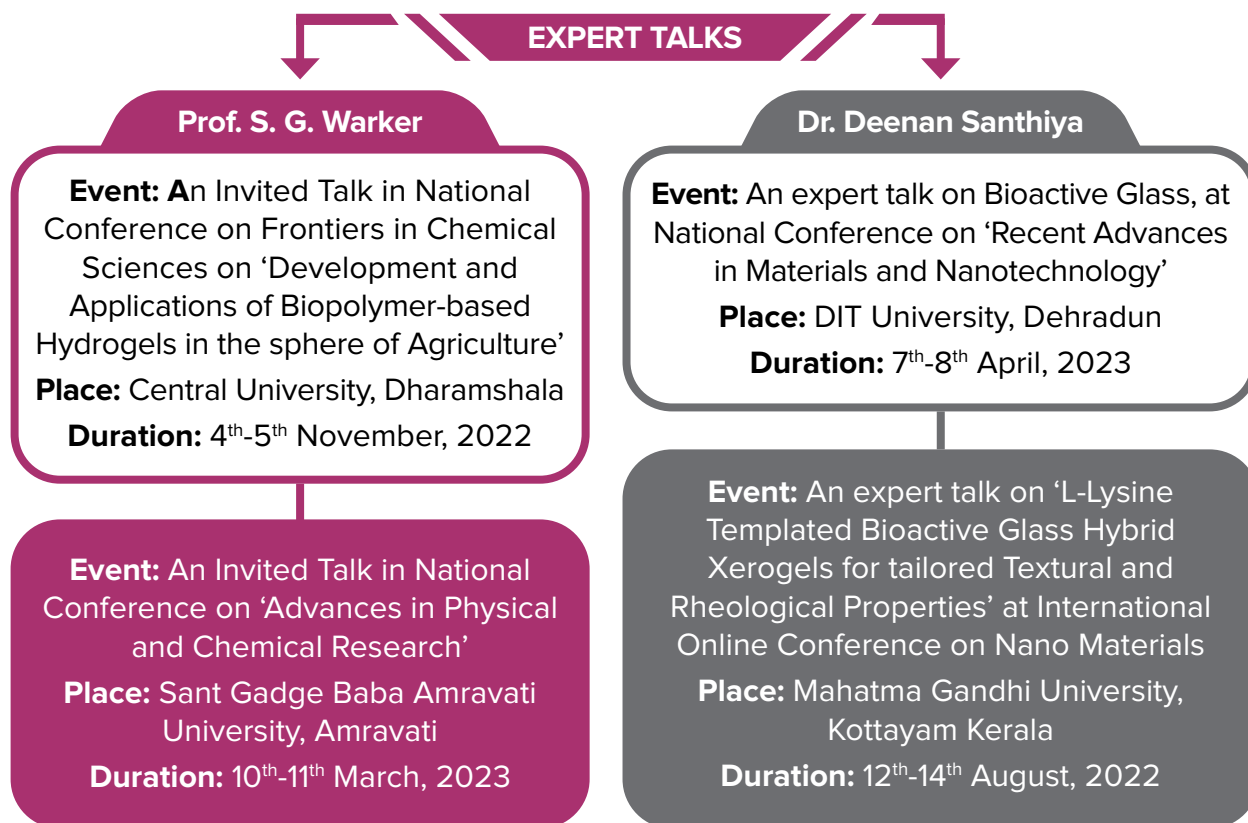 EXPERT TALKS
Prof. S. G. Warker
Event: An Invited Talk in National
Conference on Frontiers in Chemical
Sciences on ‘Development and
Applications of Biopolymer-based
Hydrogels in the sphere of Agriculture’
Place: Central University, Dharamshala
Duration: 4th-5th November, 2022
Event: An Invited Talk in National
Conference on ‘Advances in Physical
and Chemical Research’
Place: Sant Gadge Baba Amravati
University, Amravati
Duration: 10th-11th March, 2023
Dr. Deenan Santhiya
Event: An expert talk on Bioactive Glass, at
National Conference on ‘Recent Advances
in Materials and Nanotechnology’
Place: DIT University, Dehradun
Duration: 7th-8th April, 2023
Event: An expert talk on ‘L-Lysine
Templated Bioactive Glass Hybrid
Xerogels for tailored Textural and
Rheological Properties’ at International
Online Conference on Nano Materials
Place: Mahatma Gandhi University,
Kottayam Kerala
Duration: 12th-14th August, 2022